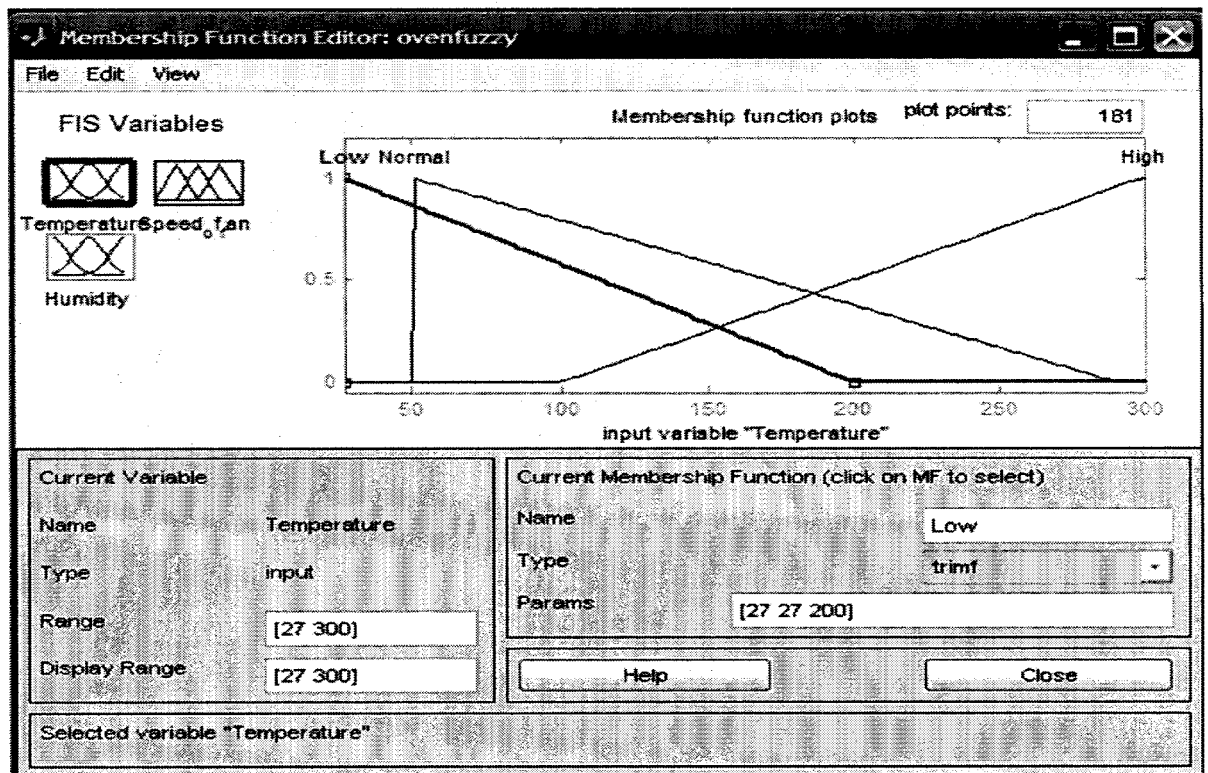 Membership Function Editor: ovenfuzzy
File Edit View
FIS Variables
Membership function plots plot points: 181
Low Normal High
Temperature Speed_of_fan
Humidity
1
0.5
0
50 100 150 200 250 300
input variable "Temperature"
Current Variable
Name Temperature
Type input
Range [27 300]
Display Range [27 300]
Current Membership Function (click on MF to select)
Name Low
Type trimf
Params [27 27 200]
Help Close
Selected variable "Temperature"